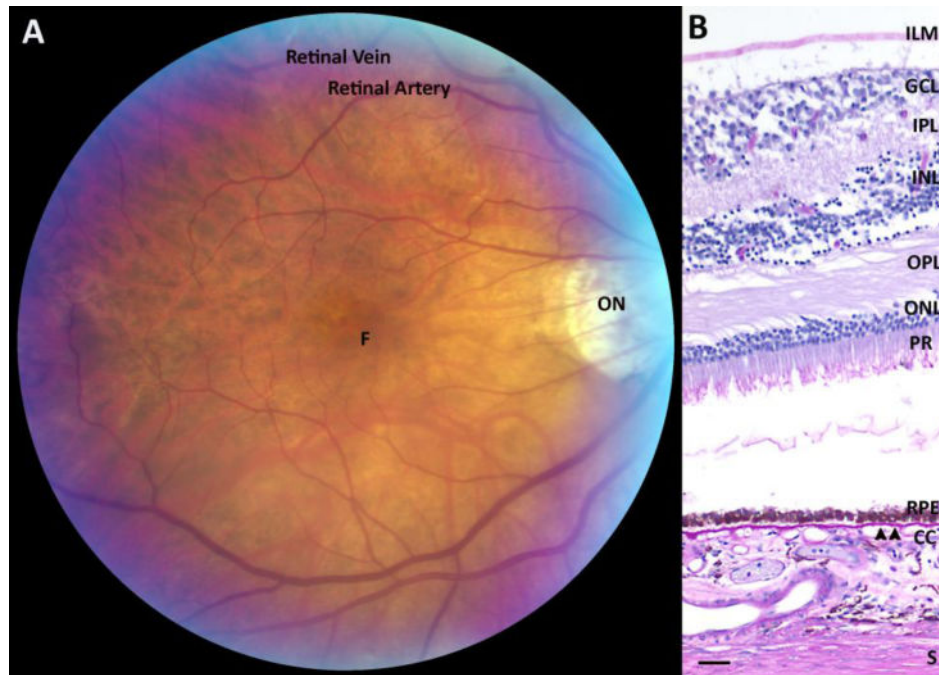 A
Retinal Vein
Retinal Artery
F
ON
B
ILM
GCL
IPL
INL
OPL
ONL
PR
RPE
CC
S